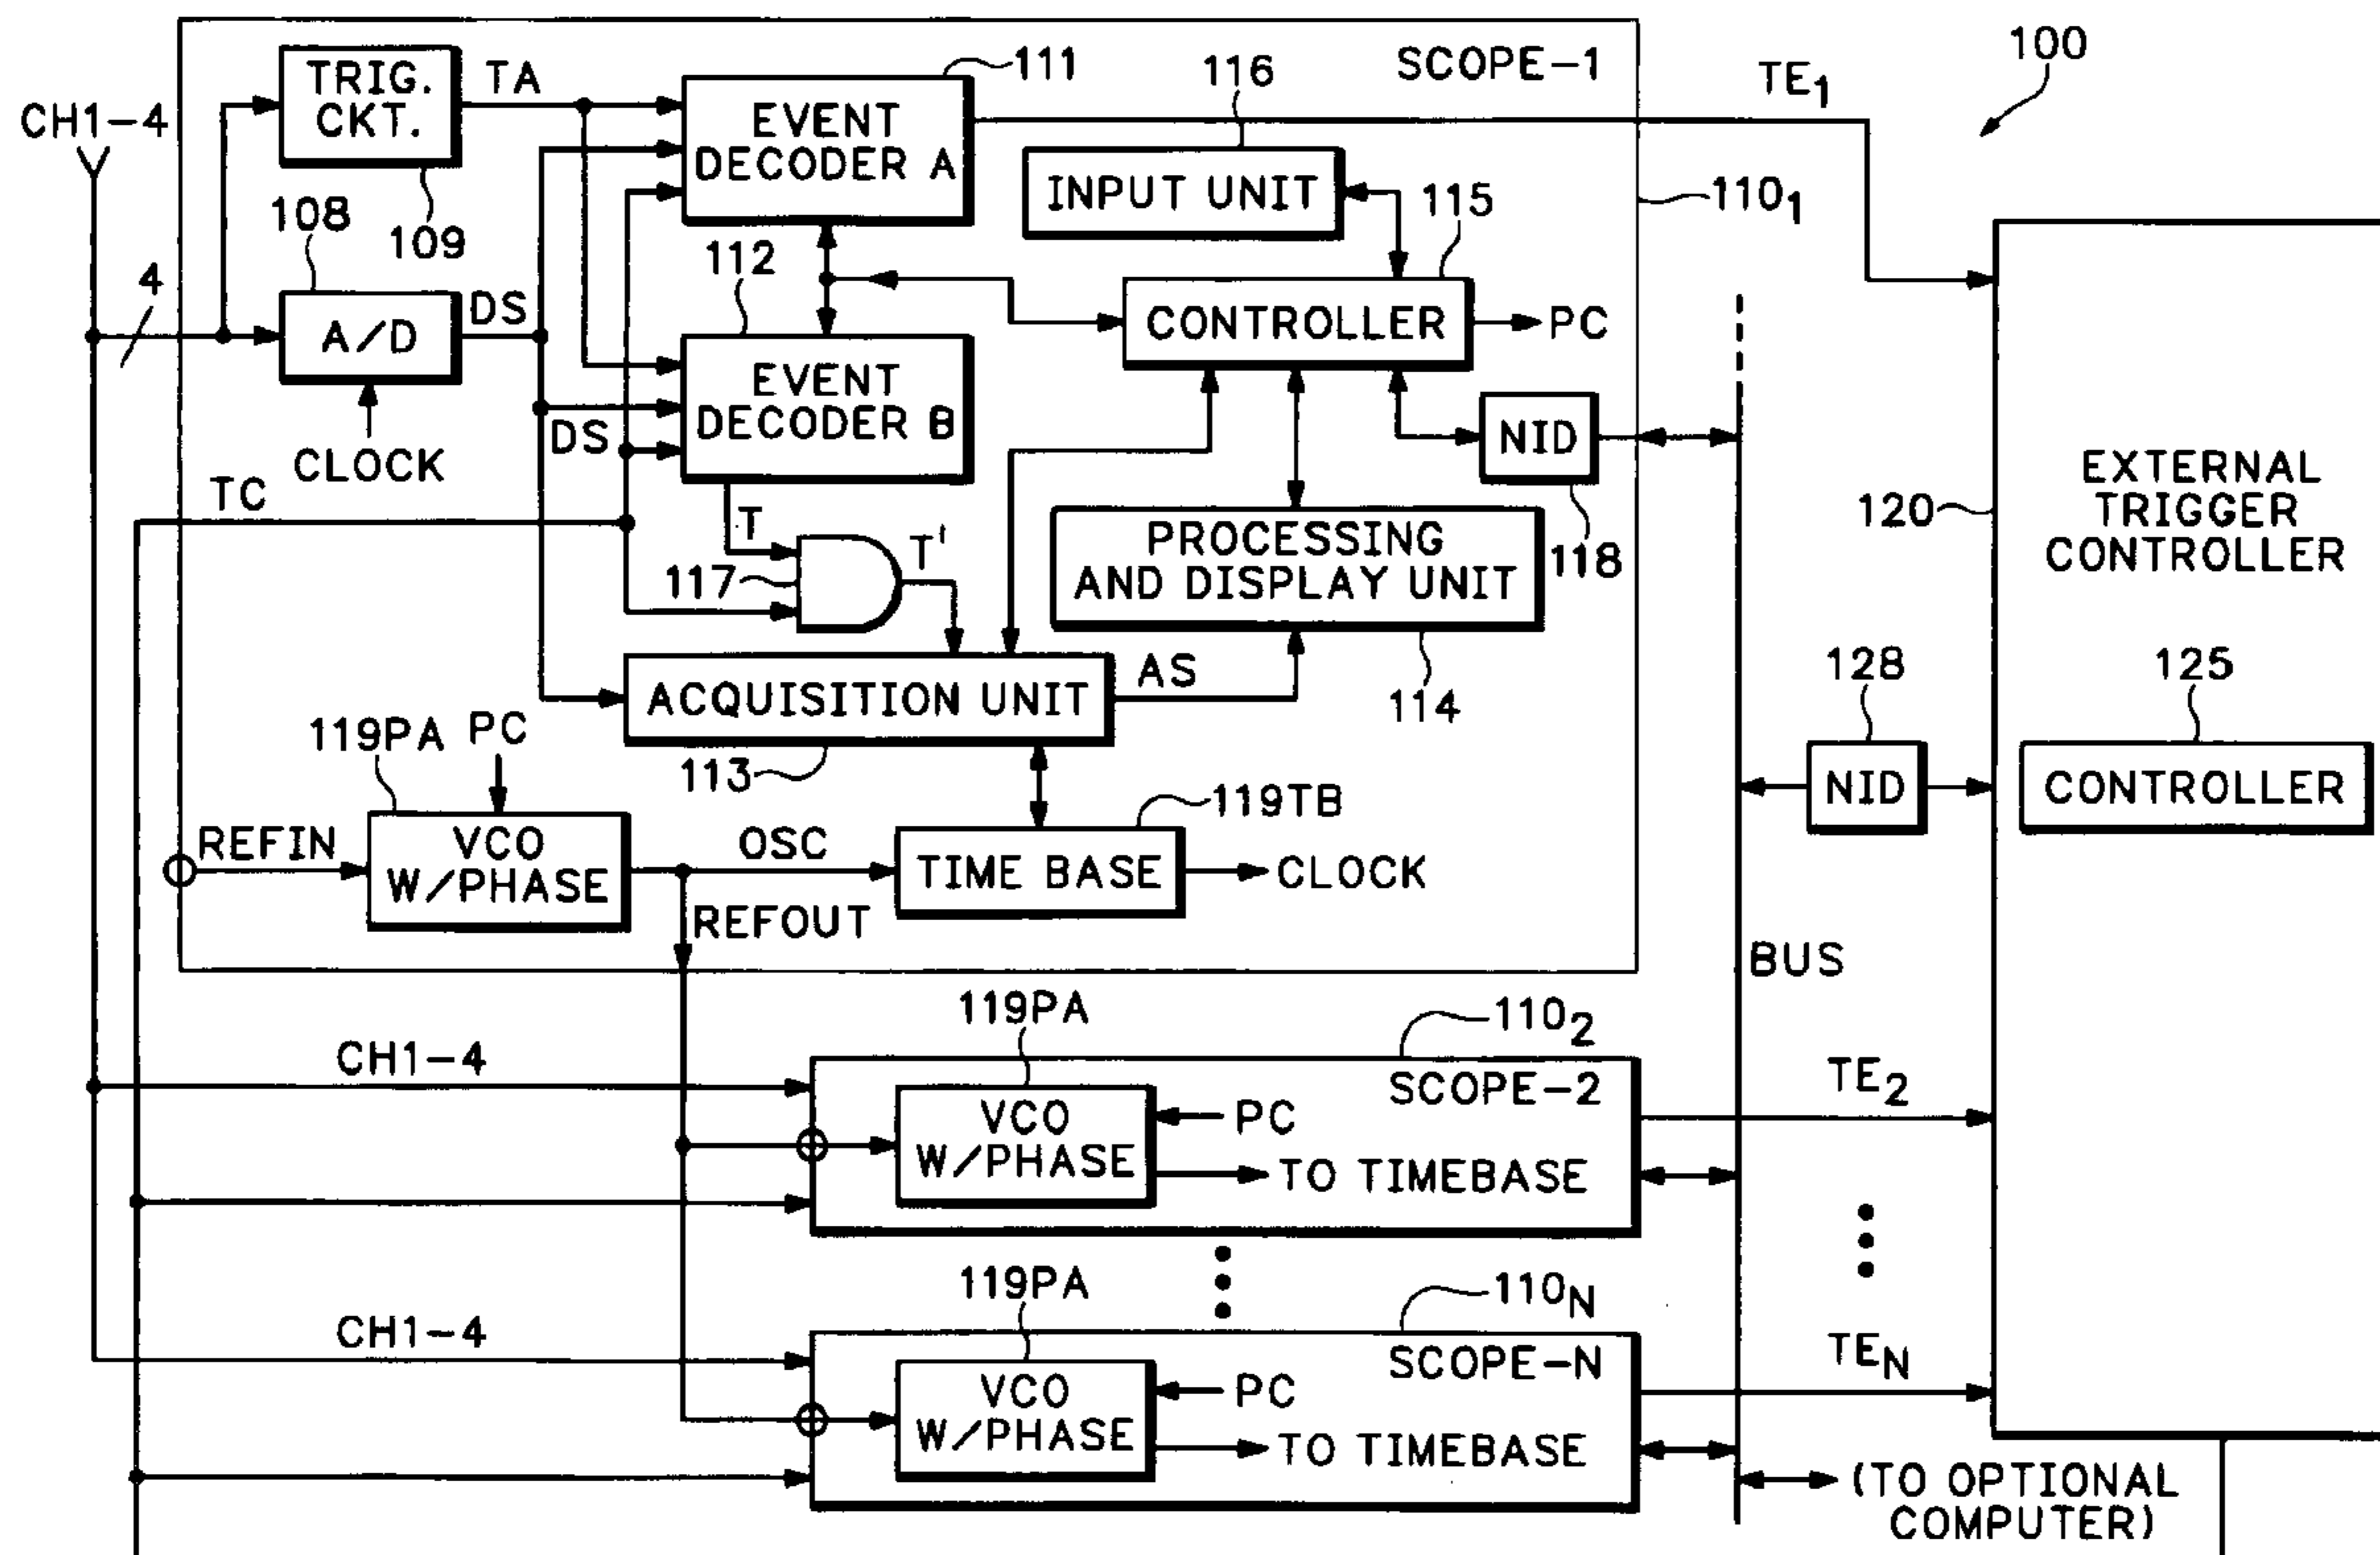 100
SCOPE-1
111
116
TE1
TRIG.
CKT.
TA
EVENT
DECODER A
CH1-4
INPUT UNIT
115
1101
108
109
112
4
DS
A/D
CONTROLLER
PC
EVENT
DECODER B
DS
NID
CLOCK
TC
T
T'
117
118
PROCESSING
AND DISPLAY UNIT
114
120
EXTERNAL
TRIGGER
CONTROLLER
ACQUISITION UNIT
AS
113
128
125
NID
CONTROLLER
119PA
PC
119TB
REFIN
VCO
W/PHASE
OSC
TIME BASE
CLOCK
REFOUT
BUS
119PA
1102
CH1-4
SCOPE-2
TE2
VCO
W/PHASE
PC
TO TIMEBASE
119PA
110N
CH1-4
SCOPE-N
TEN
VCO
W/PHASE
PC
TO TIMEBASE
(TO OPTIONAL
COMPUTER)